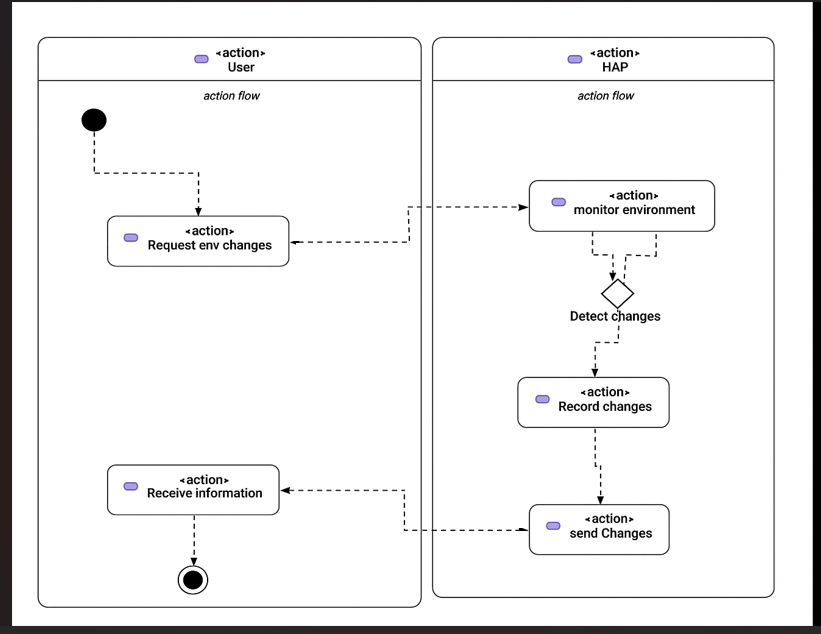 «action»
User
action flow
«action»
HAP
action flow
«action»
monitor environment
«action»
Request env changes
Detect changes
«action»
Record changes
«action»
Receive information
«action»
send Changes